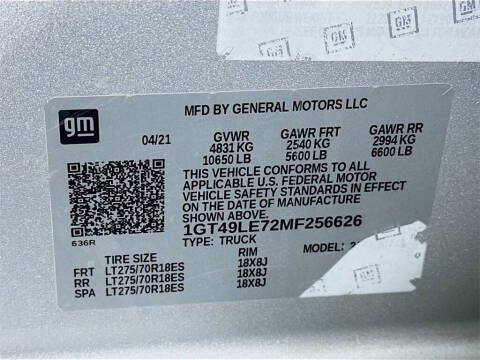 GM GM GM
gm
MFD BY GENERAL MOTORS LLC
04/21 GVWR GAWR FRT GAWR RR
4831 KG 2540 KG 2994 KG
10650 LB 5600 LB 6600 LB
THIS VEHICLE CONFORMS TO ALL
APPLICABLE U.S. FEDERAL MOTOR
VEHICLE SAFETY STANDARDS IN EFFECT
ON THE DATE OF MANUFACTURE
SHOWN ABOVE.
1GT49LE72MF256626
636R
TYPE: TRUCK MODEL:
TIRE SIZE RIM
FRT LT275/70R18ES 18X8J
RR LT275/70R18ES 18X8J
SPA LT275/70R18ES 18X8J
GM